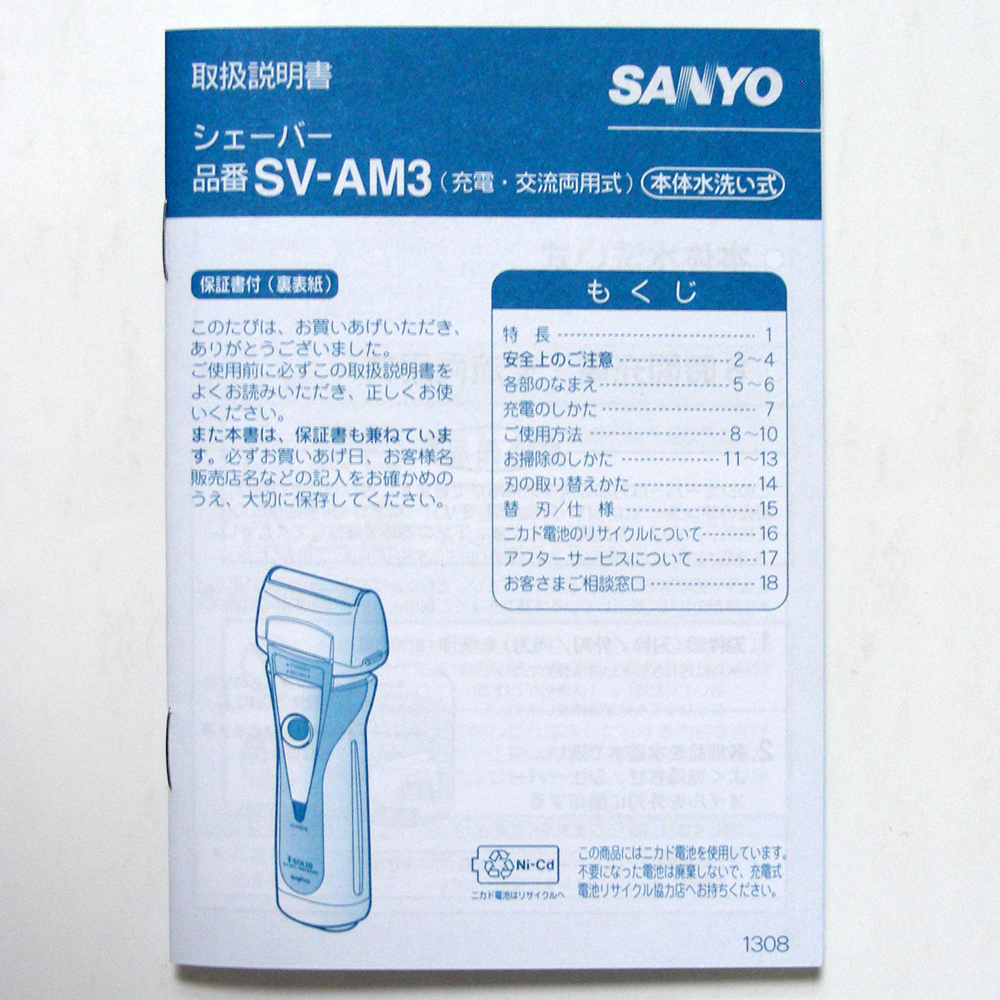 取扱説明書
SANYO
シェーバー
品番 SV-AM3 (充電・交流両用式) 本体水洗い式
保証書付(裏表紙)
このたびは、お買いあげいただき、
ありがとうございました。
ご使用前に必ずこの取扱説明書を
よくお読みいただき、正しくお使
いください。
また本書は、保証書も兼ねていま
す。必ずお買いあげ日、お客様名
販売店名などの記入をお確かめの
うえ、大切に保存してください。
もくじ
特長 1
安全上のご注意 2~4
各部のなまえ 5~6
充電のしかた 7
ご使用方法 8~10
お掃除のしかた 11~13
刃の取り替えかた 14
替刃/仕様 15
ニカド電池のリサイクルについて 16
アフターサービスについて 17
お客さまご相談窓口 18
SANYO
Ni-Cd
ニカド電池はリサイクルへ
この商品にはニカド電池を使用しています。
不要になった電池は廃棄しないで、充電式
電池リサイクル協力店へお持ちください。
1308